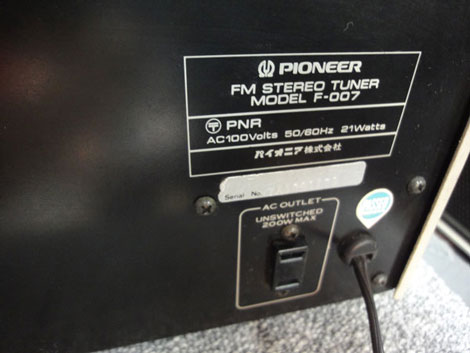 PIONEER
FM STEREO TUNER
MODEL F-007
PNR
AC100Volts 50/60Hz 21Watts
パイオニア株式会社
Serial No.
AC OUTLET
UNSWITCHED
200W MAX